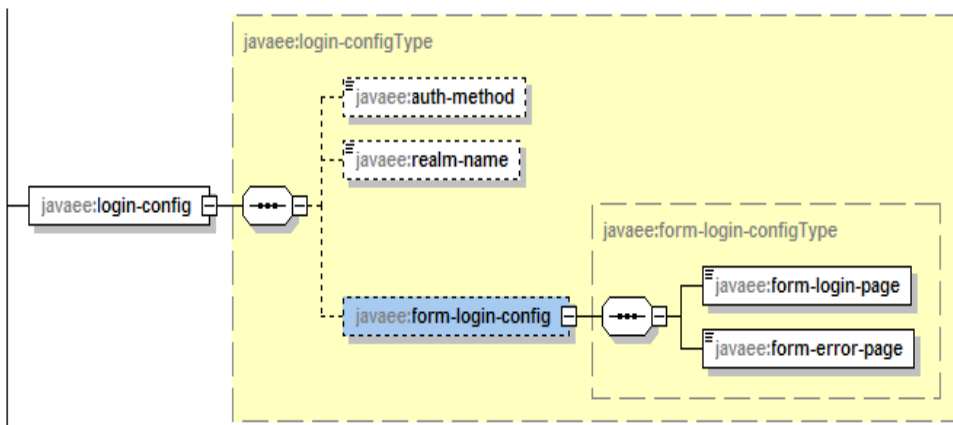 javaee:login-configType
javaee:auth-method
javaee:realm-name
javaee:login-config
javaee:form-login-configType
javaee:form-login-page
javaee:form-login-config
javaee:form-error-page